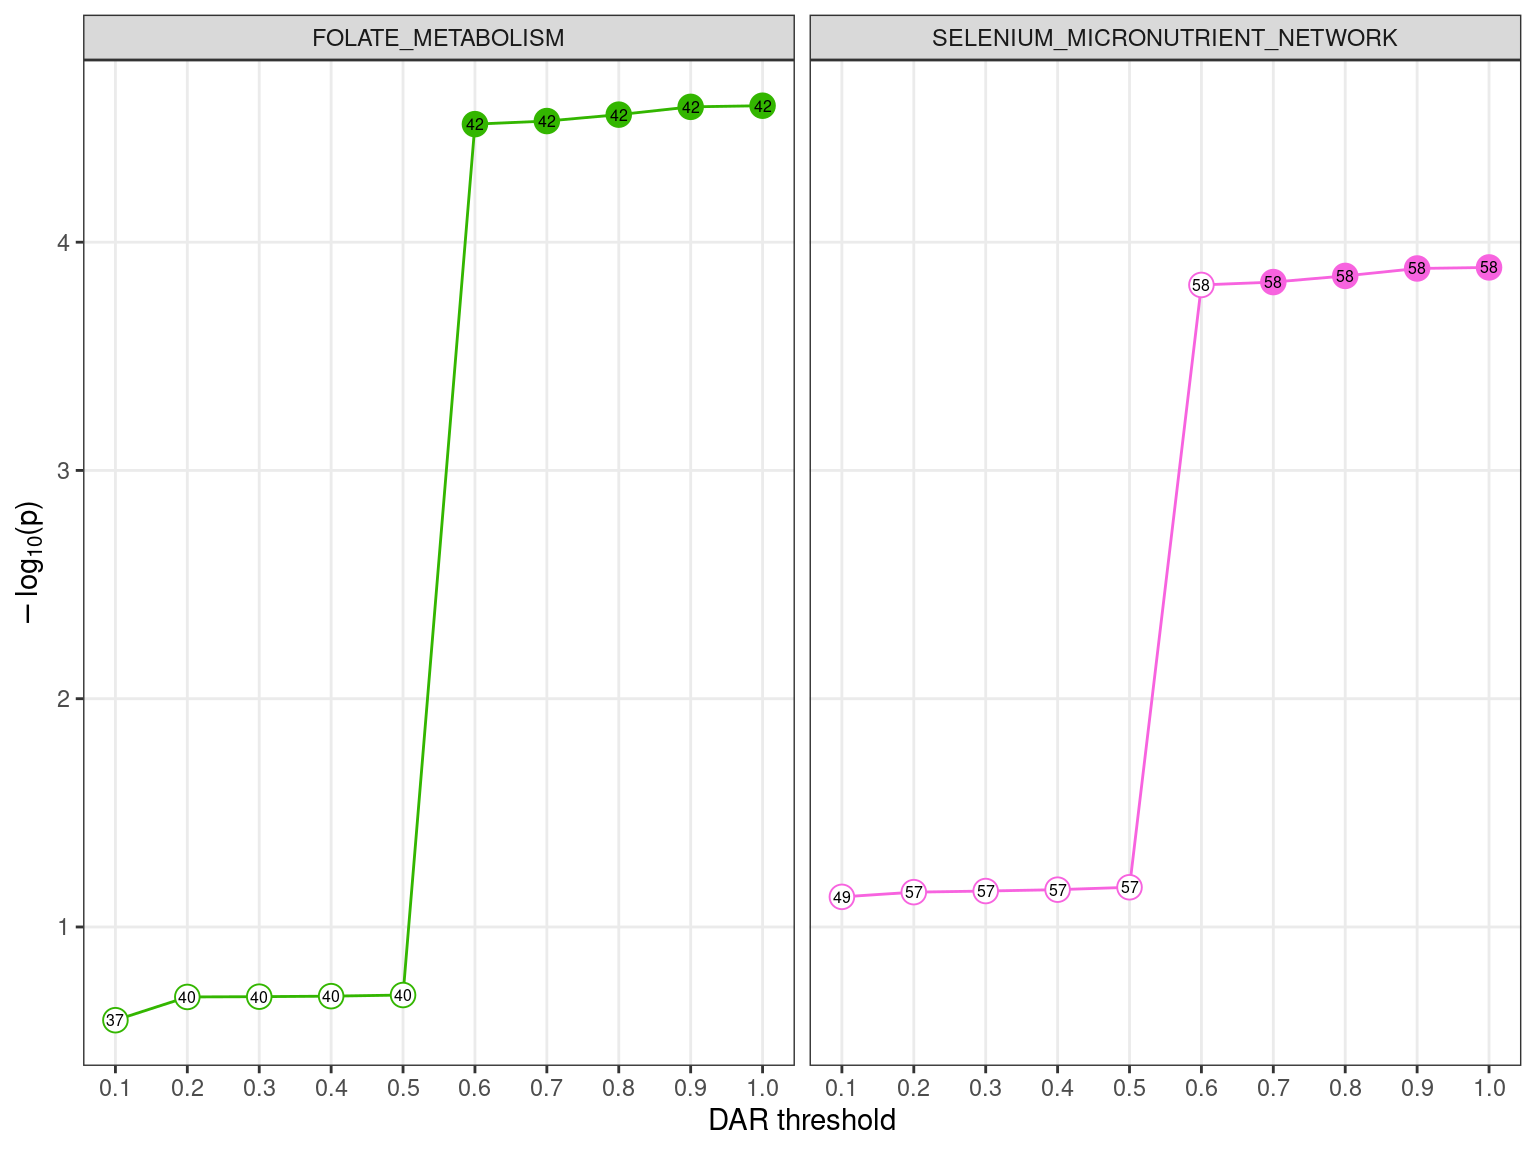 FOLATE_METABOLISM
SELENIUM_MICRONUTRIENT_NETWORK
− log10(p)
4
3
2
1
37 40 40 40 40 42 42 42 42 42
49 57 57 57 57 58 58 58 58 58
0.1 0.2 0.3 0.4 0.5 0.6 0.7 0.8 0.9 1.0
0.1 0.2 0.3 0.4 0.5 0.6 0.7 0.8 0.9 1.0
DAR threshold